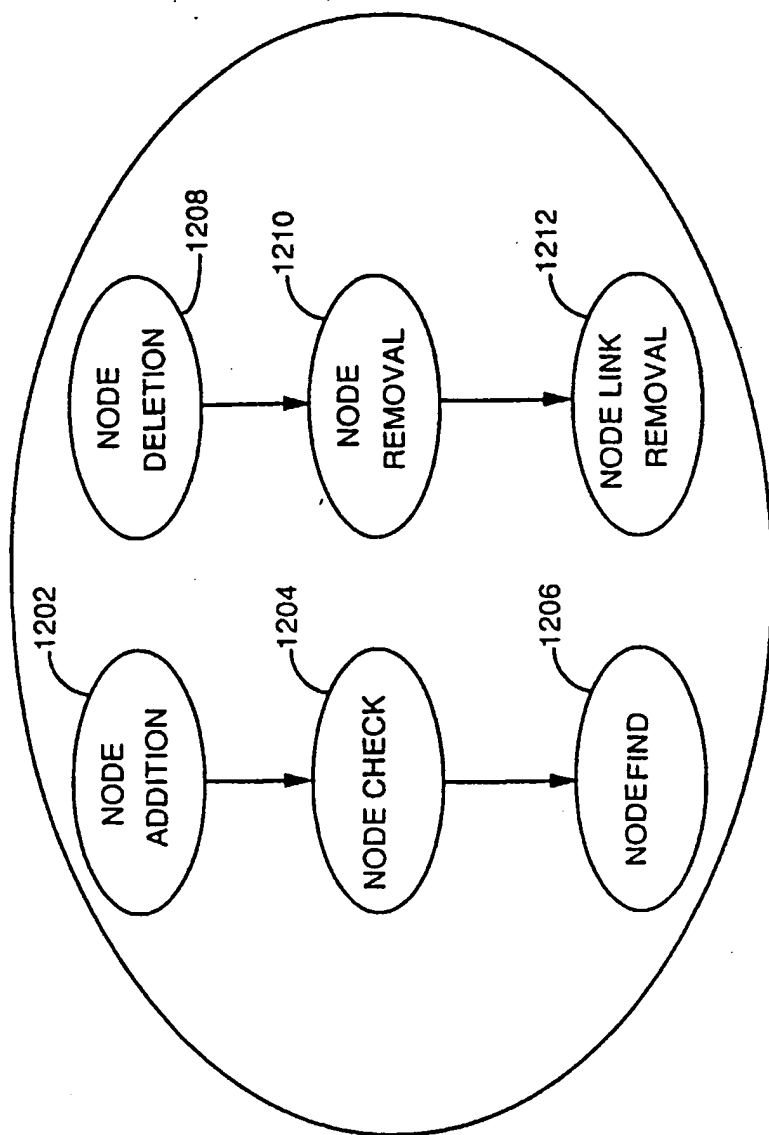 1202
NODE
ADDITION
1204
NODE CHECK
1206
NODEFIND
1208
NODE
DELETION
1210
NODE
REMOVAL
1212
NODE LINK
REMOVAL